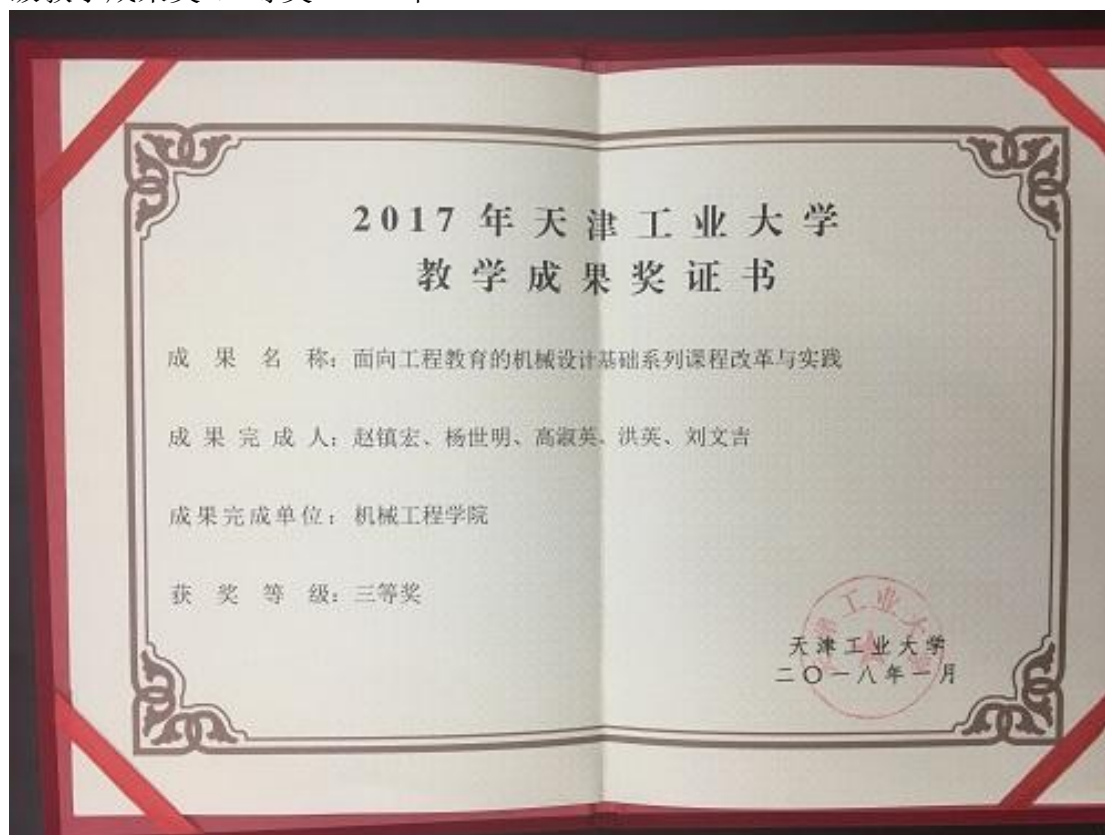 2017年天津工业大学
教学成果奖证书
成果名称：面向工程教育的机械设计基础系列课程改革与实践
成果完成人：赵镇宏、杨世明、高淑英、洪英、刘文吉
成果完成单位：机械工程学院
获奖等级：三等奖
天津工业大学
二〇一八年一月